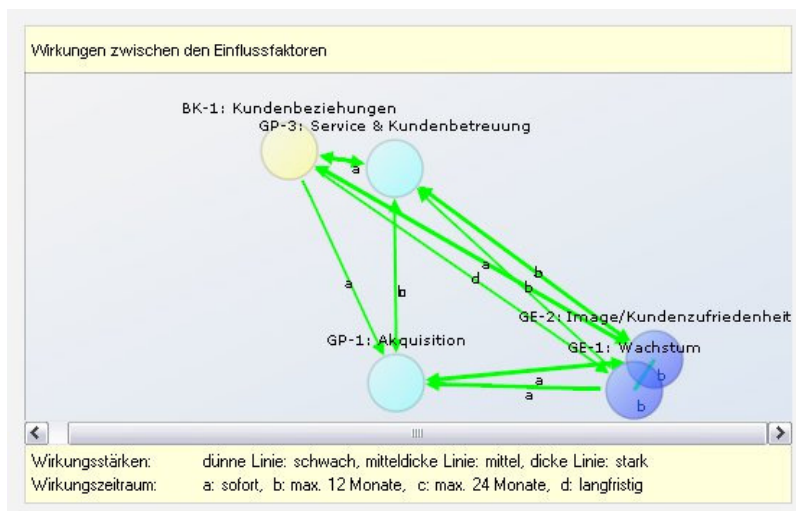 Wirkungen zwischen den Einflussfaktoren
BK-1: Kundenbeziehungen
GP-3: Service & Kundenbetreuung
a
a
b
d
b
a
b
GE-2: Image/Kundenzufriedenheit
GP-1: Akquisition
GE-1: Wachstum
a
b
a
b
Wirkungsstärken: dünne Linie: schwach, mitteldicke Linie: mittel, dicke Linie: stark
Wirkungszeitraum: a: sofort, b: max. 12 Monate, c: max. 24 Monate, d: langfristig